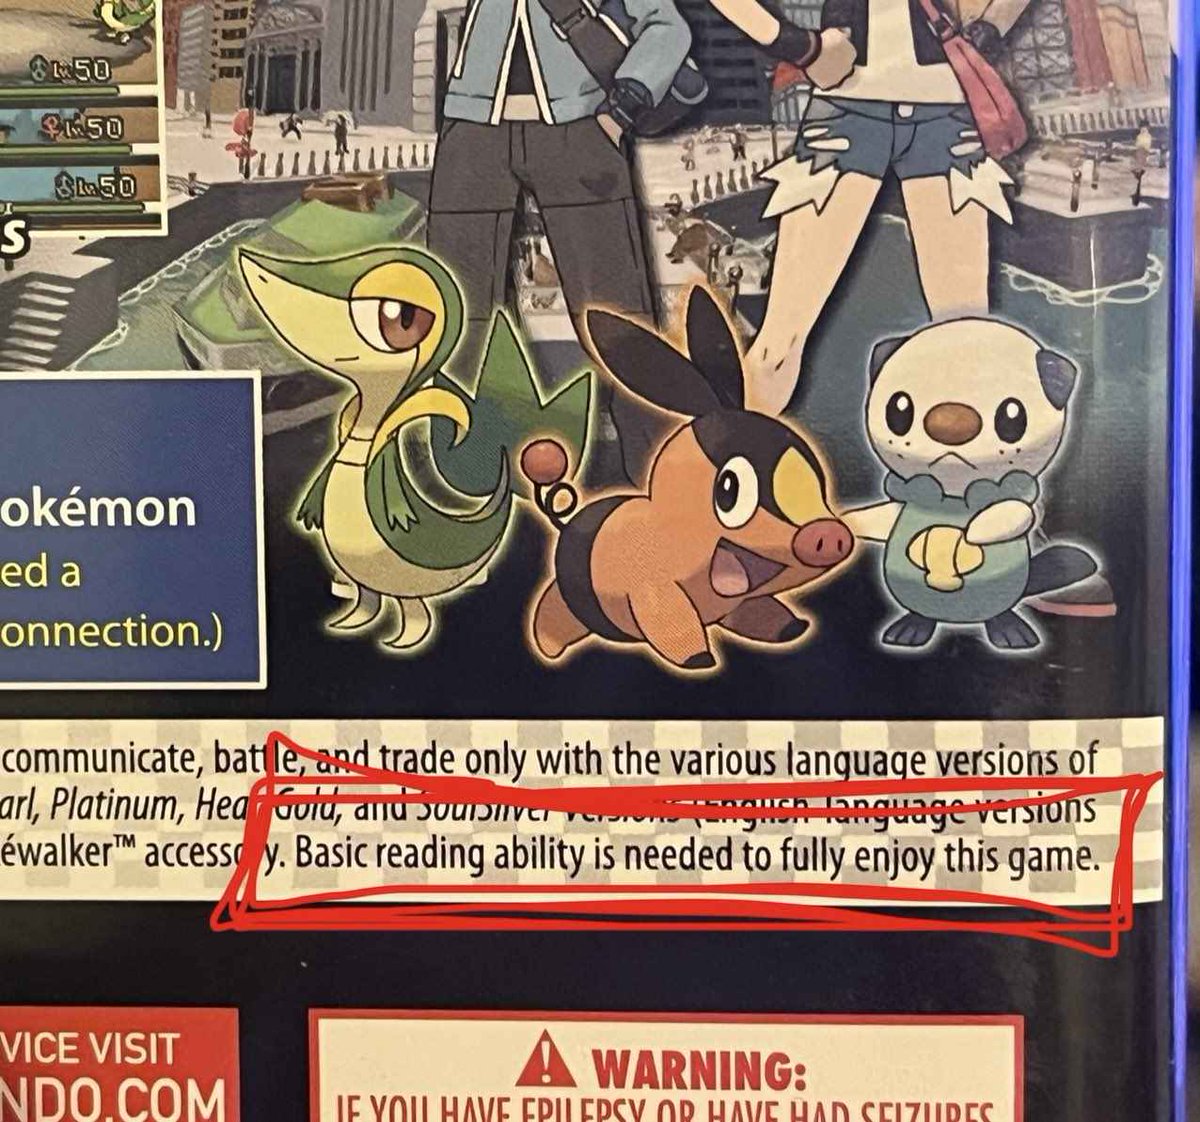 Lv.50
Lv.50
Lv.50
s
okémon
ed a
onnection.)
communicate, battle, and trade only with the various language versions of
arl, Platinum, HeartGold, and SoulSilver versions (English language versions
éwalker™ accessory. Basic reading ability is needed to fully enjoy this game.
VICE VISIT
NDO.COM
WARNING:
IF YOU HAVE EPILEPSY OR HAVE HAD SEIZURES